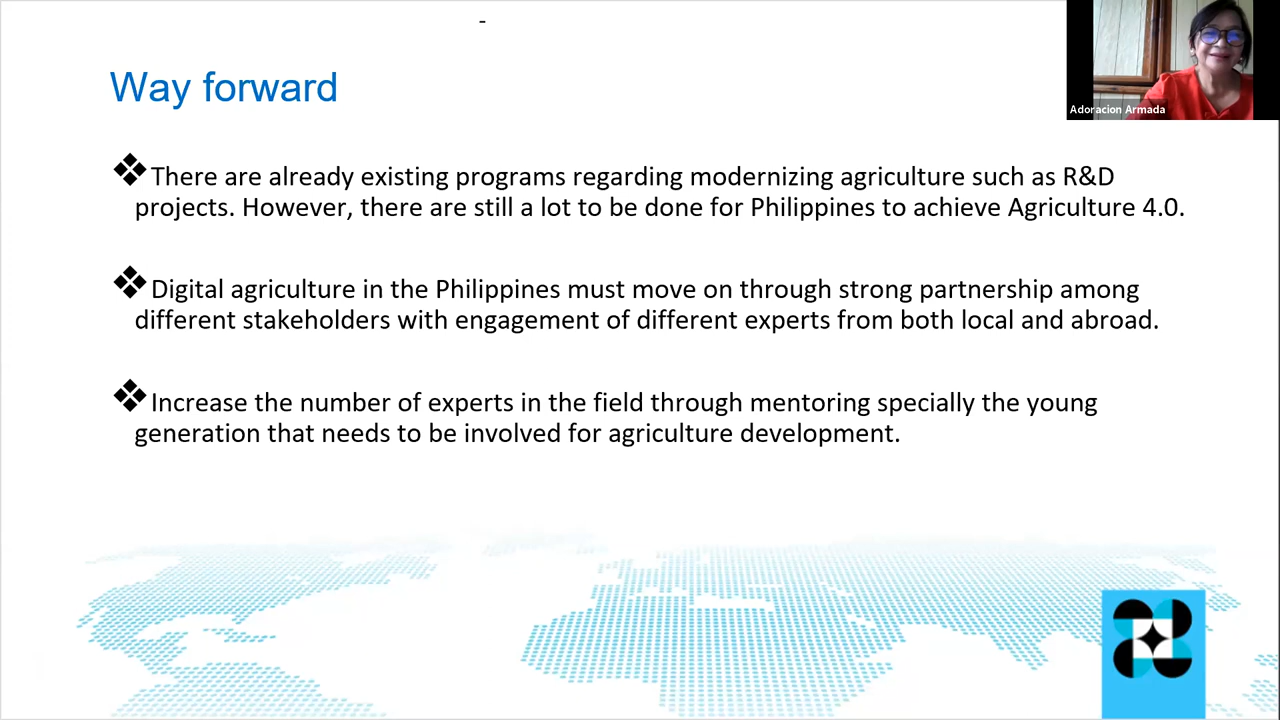 -
Way forward
Adoracion Armada
❖There are already existing programs regarding modernizing agriculture such as R&D
projects. However, there are still a lot to be done for Philippines to achieve Agriculture 4.0.
❖Digital agriculture in the Philippines must move on through strong partnership among
different stakeholders with engagement of different experts from both local and abroad.
❖Increase the number of experts in the field through mentoring specially the young
generation that needs to be involved for agriculture development.